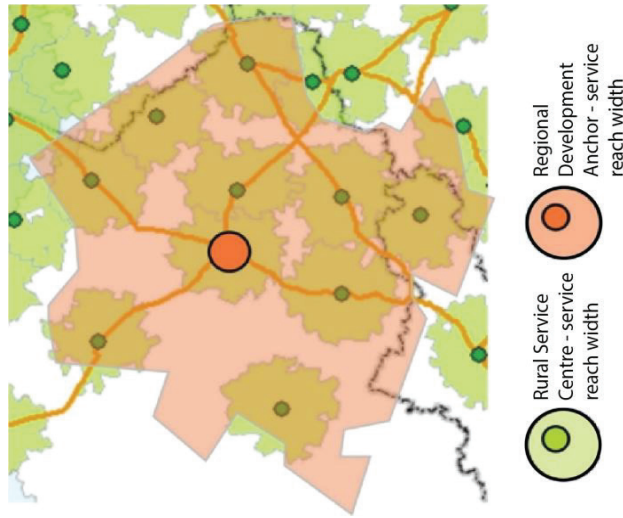 Rural Service
Centre - service
reach width
Regional
Development
Anchor - service
reach width